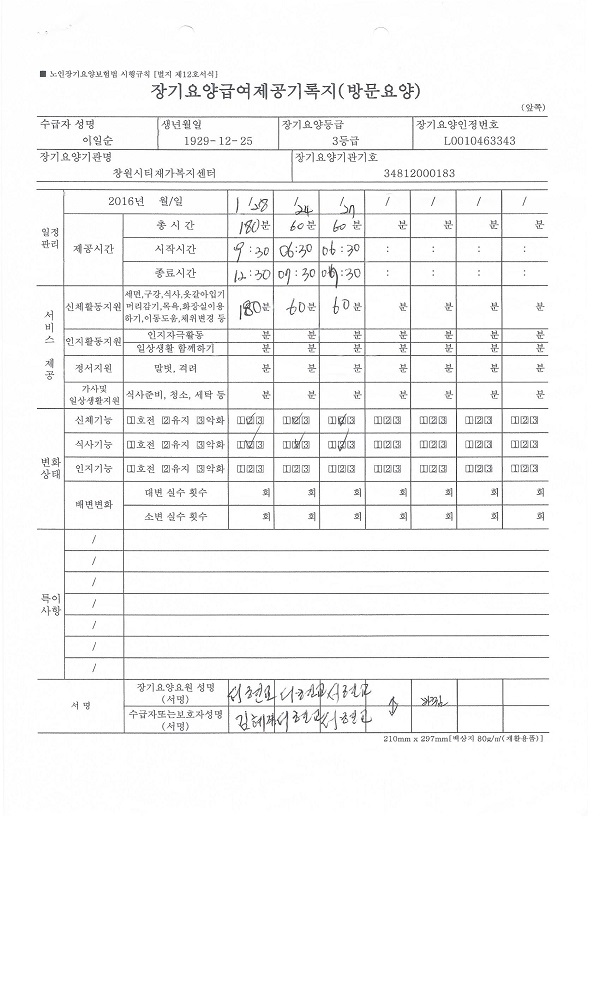 ■ 노인장기요양보험법 시행규칙 [별지 제12호서식]
장기요양급여제공기록지(방문요양)
(앞쪽)
수급자 성명 생년월일 장기요양등급 장기요양인정번호
이일순 1929-12-25 3등급 L0010463343
장기요양기관명 장기요양기관기호
창원시티재가복지센터 34812000183
일정관리 2016년 월/일 1/28 /24 /27 / / / /
제공시간 총 시 간 180분 60분 60분 분 분 분 분
시작시간 9:30 06:30 06:30 : : : :
종료시간 12:30 07:30 07:30 : : : :
서비스 제공 신체활동지원 세면,구강,식사,옷갈아입기
머리감기,목욕,화장실이용
하기,이동도움,체위변경 등 180분 60분 60분 분 분 분 분
인지활동지원 인지자극활동 분 분 분 분 분 분 분
일상생활 함께하기 분 분 분 분 분 분 분
정서지원 말벗, 격려 분 분 분 분 분 분 분
가사및
일상생활지원 식사준비, 청소, 세탁 등 분 분 분 분 분 분 분
변화상태 신체기능 1호전 2유지 3악화 123 123 123 123 123 123 123
식사기능 1호전 2유지 3악화 123 123 123 123 123 123 123
인지기능 1호전 2유지 3악화 123 123 123 123 123 123 123
배변변화 대변 실수 횟수 회 회 회 회 회 회 회
소변 실수 횟수 회 회 회 회 회 회 회
특이사항
/
/
/
/
/
/
/
서 명 장기요양요원 성명
(서명)
수급자또는보호자성명
(서명)
210mm x 297mm[백상지 80g/㎡(재활용품)]